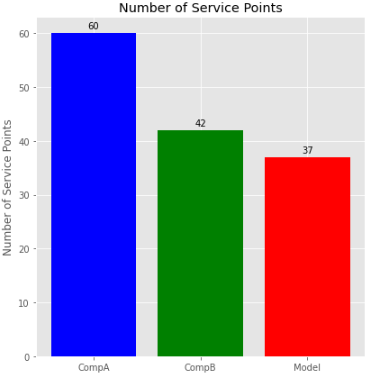 Number of Service Points
Number of Service Points
60
50
40
30
20
10
0
60
42
37
CompA
CompB
Model